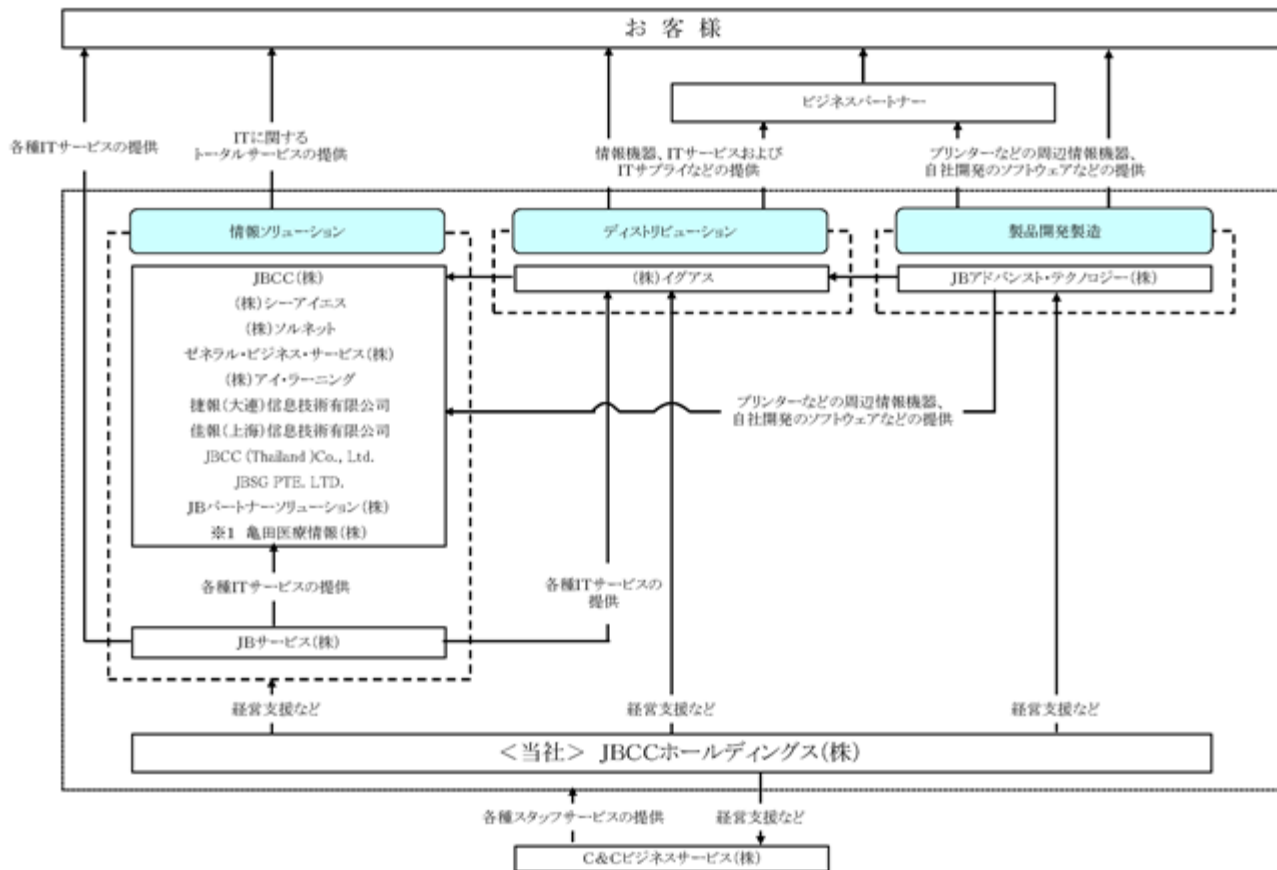 お 客 様
ビジネスパートナー
各種ITサービスの提供
ITに関する
トータルサービスの提供
情報機器、ITサービスおよび
ITサプライなどの提供
プリンターなどの周辺情報機器、
自社開発のソフトウェアなどの提供
情報ソリューション
ディストリビューション
製品開発製造
JBCC(株)
(株)シーアイエス
(株)ソルネット
ゼネラル・ビジネス・サービス(株)
(株)アイ・ラーニング
捷報(大連)信息技術有限公司
佳報(上海)信息技術有限公司
JBCC (Thailand )Co., Ltd.
JBSG PTE. LTD.
JBパートナーソリューション(株)
※1 亀田医療情報(株)
(株)イグアス
JBアドバンスト・テクノロジー(株)
プリンターなどの周辺情報機器、
自社開発のソフトウェアなどの提供
各種ITサービスの提供
各種ITサービスの
提供
JBサービス(株)
経営支援など
経営支援など
経営支援など
<当社> JBCCホールディングス(株)
各種スタッフサービスの提供
経営支援など
C&Cビジネスサービス(株)